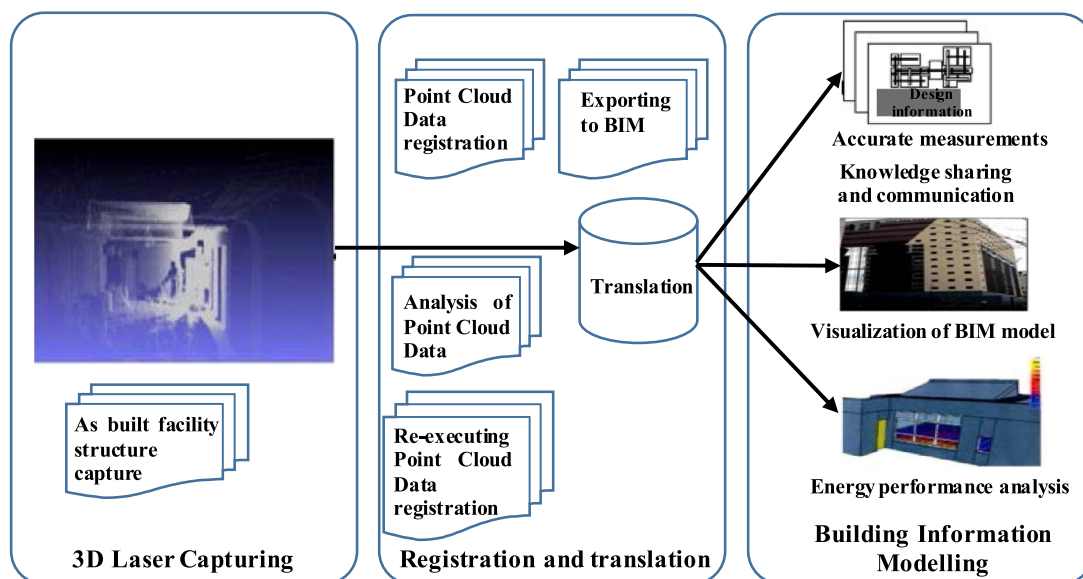 As built facility
structure
capture
3D Laser Capturing
Point Cloud
Data
registration
Exporting
to BIM
Translation
Analysis of
Point Cloud
Data
Re-executing
Point Cloud
Data
registration
Registration and translation
Design
information
Accurate measurements
Knowledge sharing
and communication
Visualization of BIM model
Energy performance analysis
Building Information
Modelling